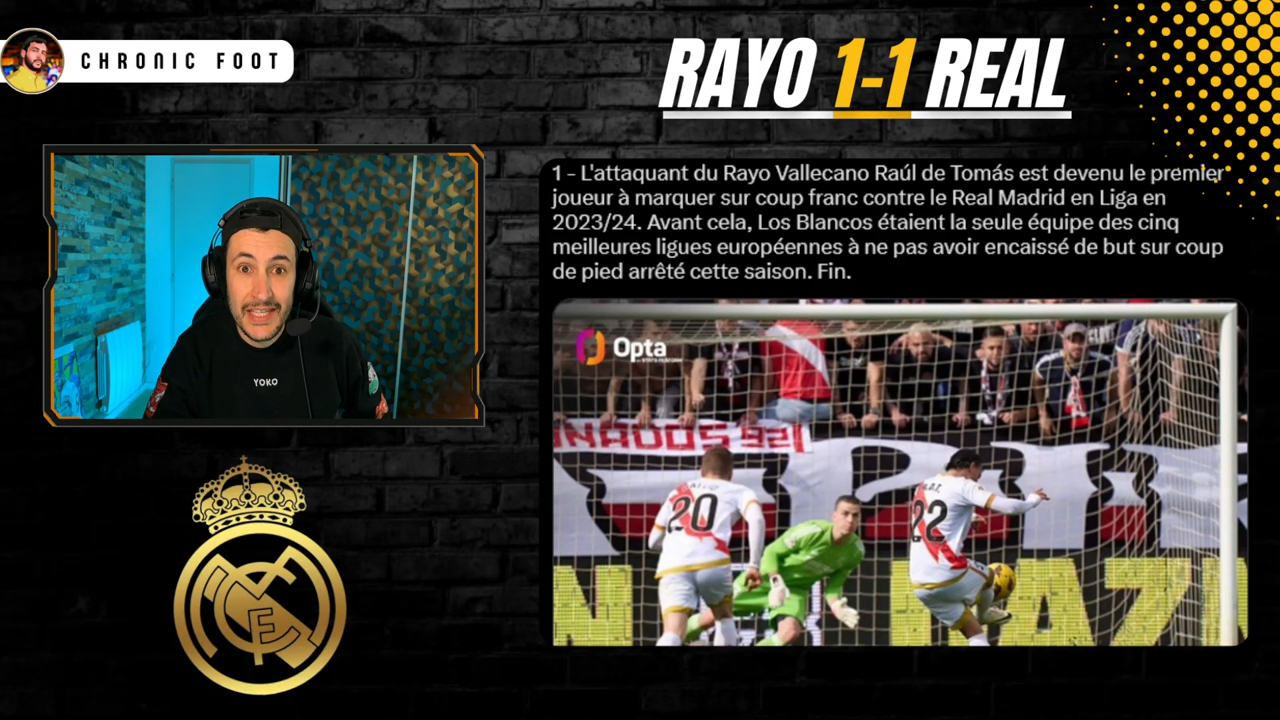 CHRONIC FOOT
RAYO 1-1 REAL
1 - L'attaquant du Rayo Vallecano Raúl de Tomás est devenu le premier
joueur à marquer sur coup franc contre le Real Madrid en Liga en
2023/24. Avant cela, Los Blancos étaient la seule équipe des cinq
meilleures ligues européennes à ne pas avoir encaissé de but sur coup
de pied arrêté cette saison. Fin.
YOKO
Opta
NADOS 92
20
22